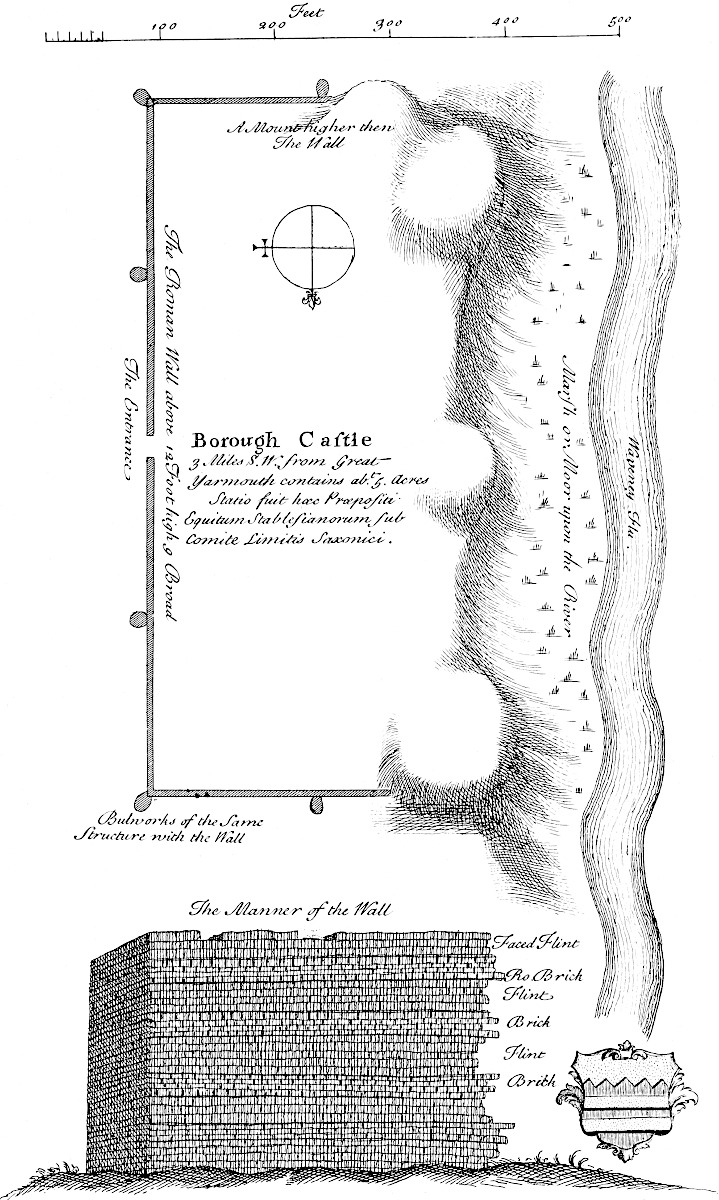 Feet
100 200 300 400 500
A Mount higher then
The Wall
The Roman Wall above 12 Foot high 9 Broad
The Entrance
Borough Caſtle
3 Miles S. W. from Great
Yarmouth contains ab.t 5. Acres
Statio fuit hæc Præpositi
Equitum Stableſianorum ſub
Comite Limitis Saxonici.
Marſh or Moor upon the River
Waveney Flu.
Bulworks of the Same
Structure with the Wall
The Manner of the Wall
Faced Flint
Ro Brick
Flint
Brick
Flint
Brick